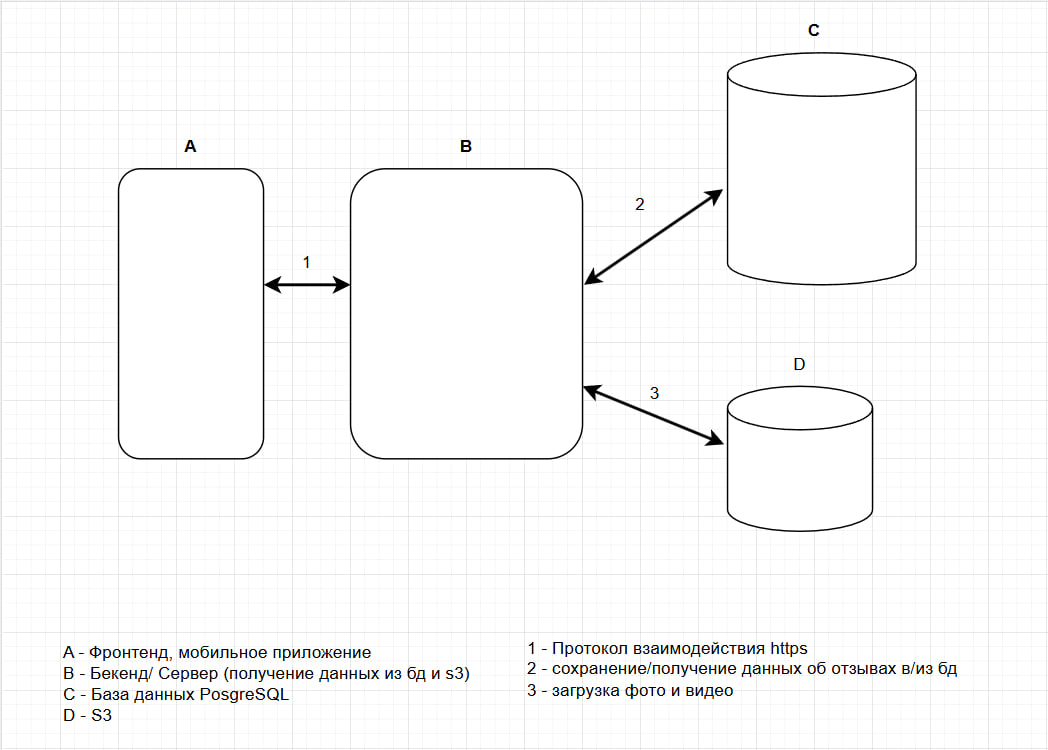 C
A
B
2
1
D
3
A - Фронтенд, мобильное приложение
B - Бекенд/ Сервер (получение данных из бд и s3)
C - База данных PosgreSQL
D - S3
1 - Протокол взаимодействия https
2 - сохранение/получение данных об отзывах в/из бд
3 - загрузка фото и видео